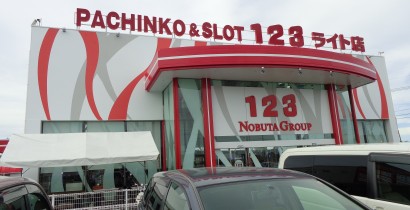 PACHINKO & SLOT 123 ライト店
123
NOBUTA GROUP